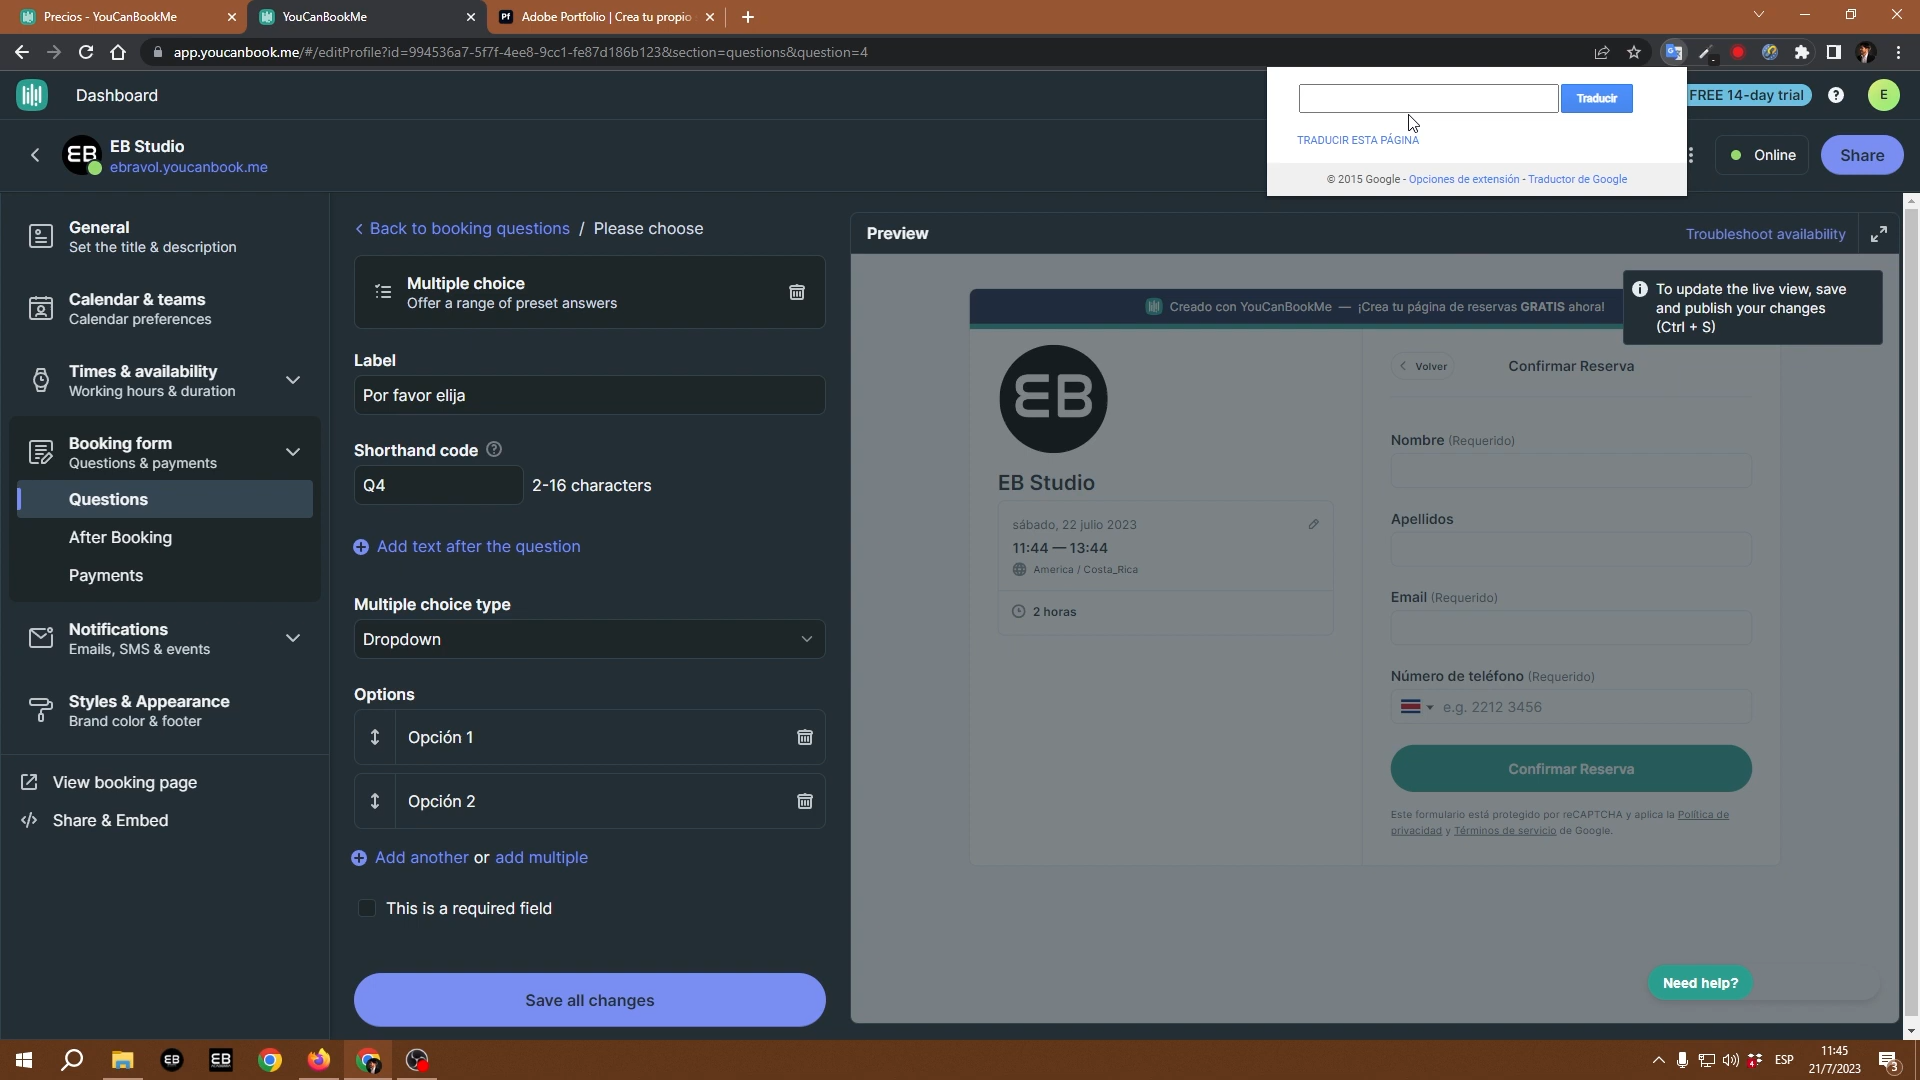 Precios - YouCanBookMe
YouCanBookMe
Adobe Portfolio | Crea tu propio
app.youcanbook.me/#/editProfile?id=994536a7-5f7f-4ee8-9cc1-fe87d186b123&section=questions&question=4
Dashboard
Traducir
TRADUCIR ESTA PÁGINA
© 2015 Google - Opciones de extensión - Traductor de Google
FREE 14-day trial
E
EB
EB Studio
ebravol.youcanbook.me
Online
Share
General
Set the title & description
Calendar & teams
Calendar preferences
Times & availability
Working hours & duration
Booking form
Questions & payments
Questions
After Booking
Payments
Notifications
Emails, SMS & events
Styles & Appearance
Brand color & footer
View booking page
Share & Embed
Back to booking questions / Please choose
Multiple choice
Offer a range of preset answers
Label
Por favor elija
Shorthand code
Q4
2-16 characters
Add text after the question
Multiple choice type
Dropdown
Options
Opción 1
Opción 2
Add another or add multiple
This is a required field
Save all changes
Preview
Troubleshoot availability
To update the live view, save
and publish your changes
(Ctrl + S)
Creado con YouCanBookMe — ¡Crea tu página de reservas GRATIS ahora!
EB
EB Studio
sábado, 22 julio 2023
11:44 — 13:44
America / Costa_Rica
2 horas
Volver
Confirmar Reserva
Nombre (Requerido)
Apellidos
Email (Requerido)
Número de teléfono (Requerido)
e.g. 2212 3456
Confirmar Reserva
Este formulario está protegido por reCAPTCHA y aplica la Política de
privacidad y Términos de servicio de Google.
Need help?
EB
EB
ESP
11:45
21/7/2023
3